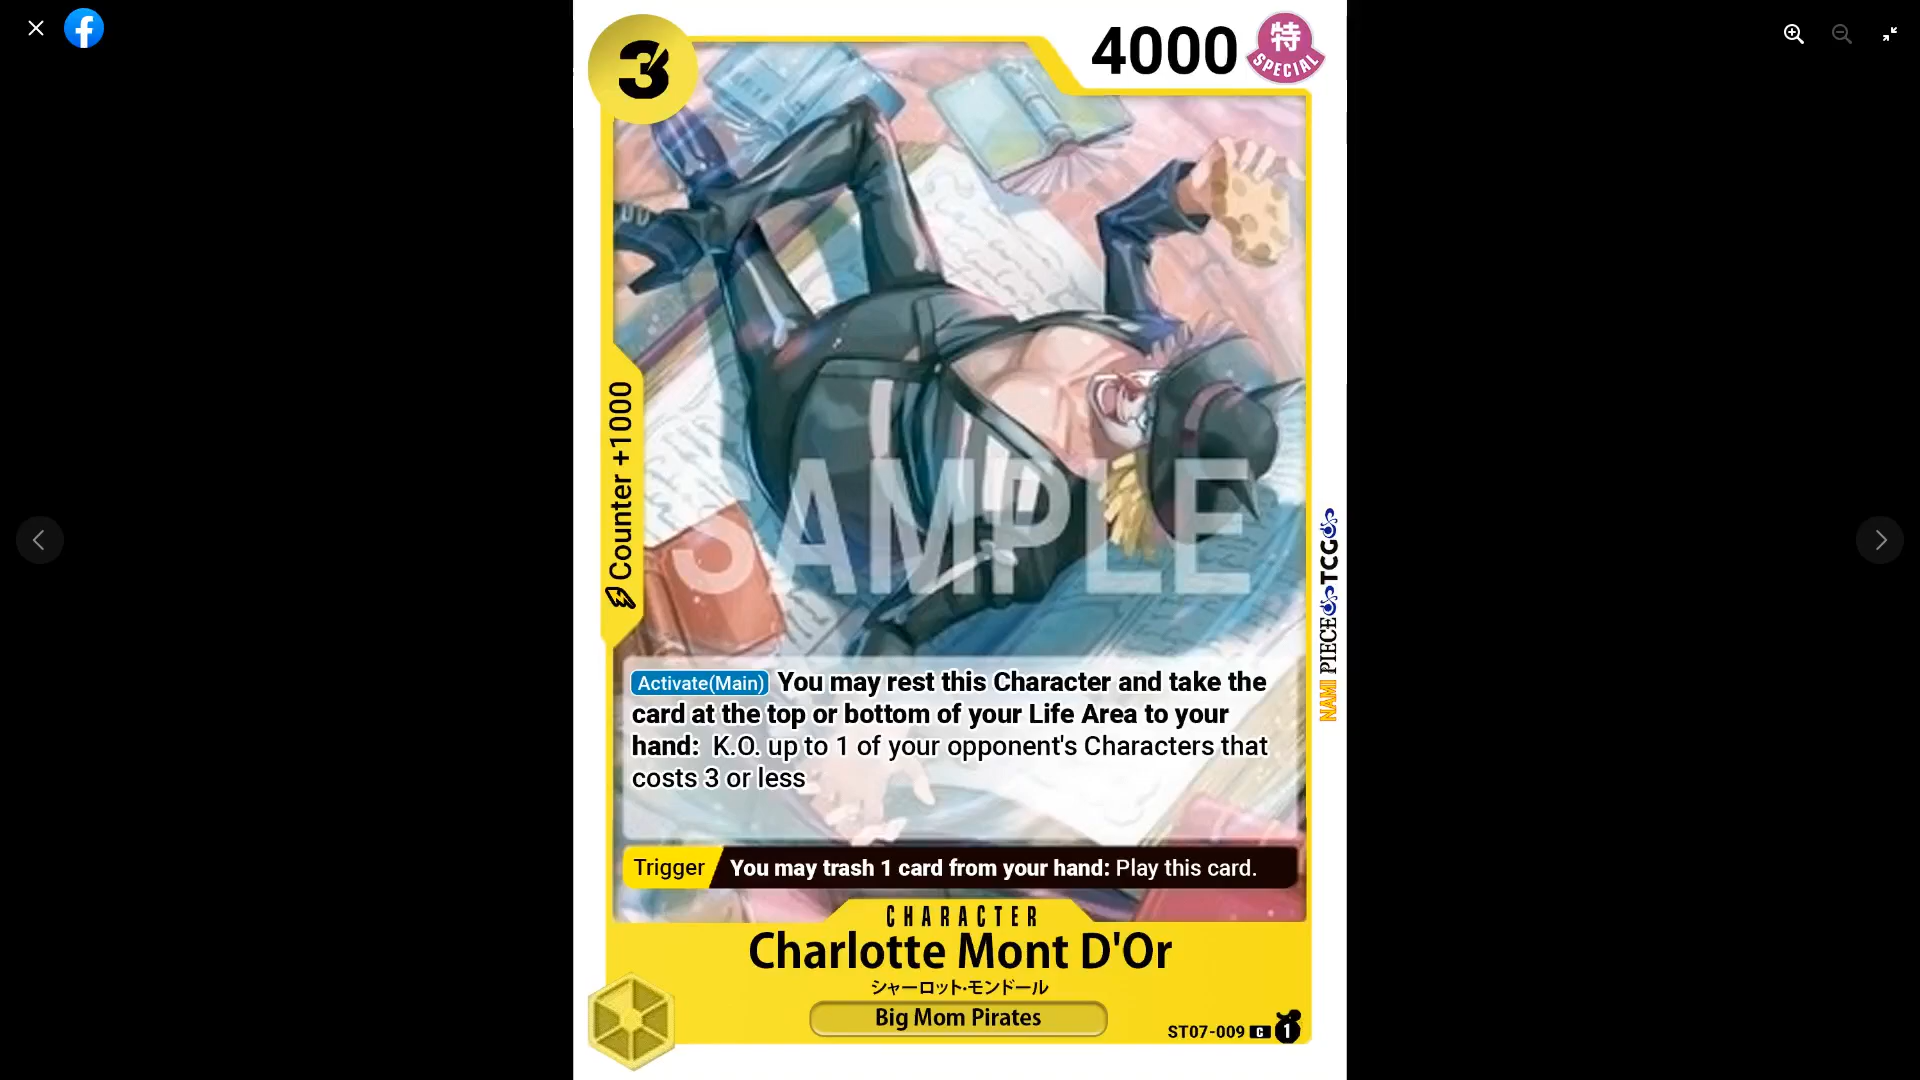 3
4000
特
SPECIAL
Counter +1000
SAMPLE
NAMI PIECE TCG
Activate(Main) You may rest this Character and take the
card at the top or bottom of your Life Area to your
hand: K.O. up to 1 of your opponent's Characters that
costs 3 or less
Trigger You may trash 1 card from your hand: Play this card.
CHARACTER
Charlotte Mont D'Or
シャーロット・モンドール
Big Mom Pirates
ST07-009 C 1